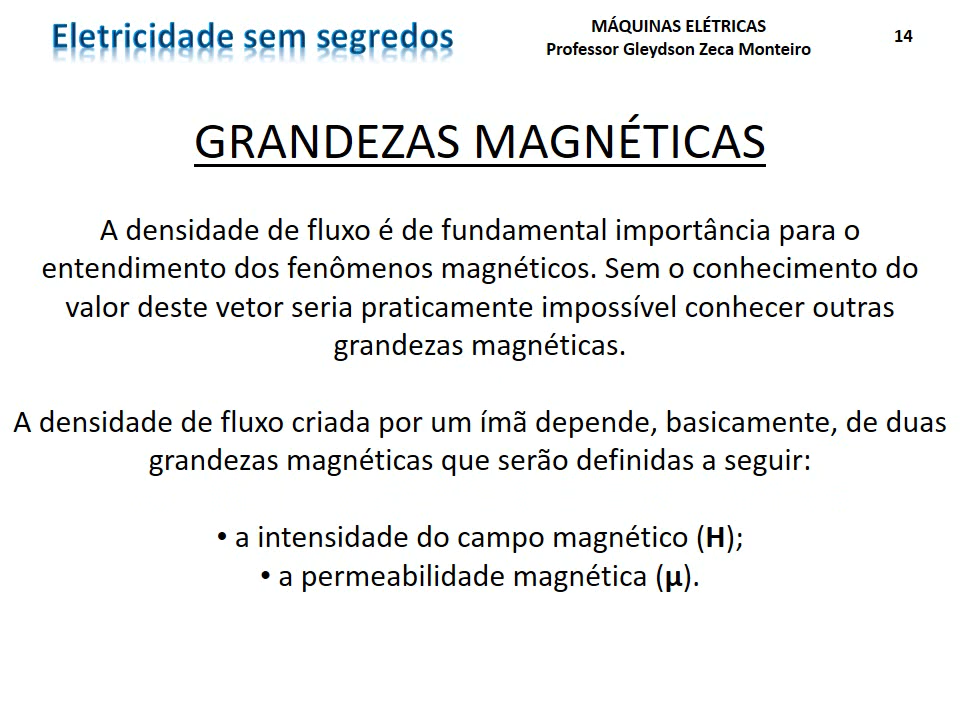 Eletricidade sem segredos
MÁQUINAS ELÉTRICAS
Professor Gleydson Zeca Monteiro
14
GRANDEZAS MAGNÉTICAS
A densidade de fluxo é de fundamental importância para o
entendimento dos fenômenos magnéticos. Sem o conhecimento do
valor deste vetor seria praticamente impossível conhecer outras
grandezas magnéticas.
A densidade de fluxo criada por um ímã depende, basicamente, de duas
grandezas magnéticas que serão definidas a seguir:
• a intensidade do campo magnético (H);
• a permeabilidade magnética (µ).